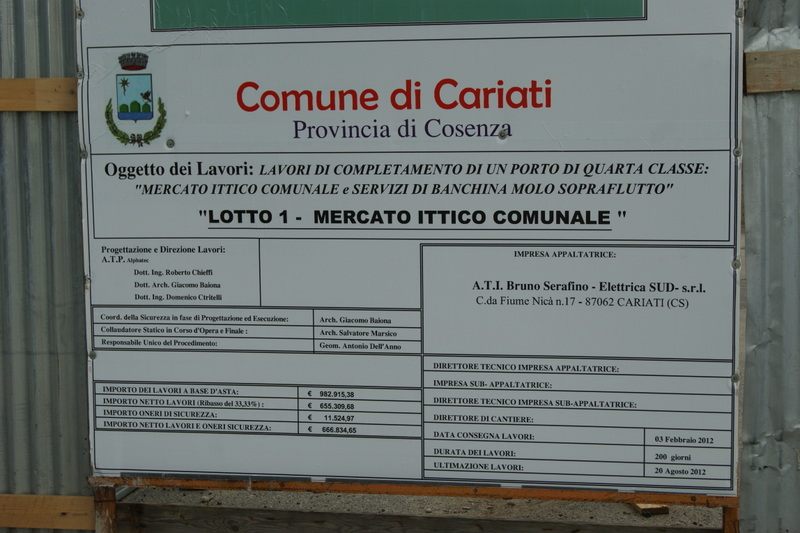 Comune di Cariati
Provincia di Cosenza
Oggetto dei Lavori: LAVORI DI COMPLETAMENTO DI UN PORTO DI QUARTA CLASSE:
"MERCATO ITTICO COMUNALE e SERVIZI DI BANCHINA MOLO SOPRAFLUTTO"
"LOTTO 1 - MERCATO ITTICO COMUNALE "
Progettazione e Direzione Lavori:
A.T.P. Alphatec
Dott. Ing. Roberto Chieffi
Dott. Arch. Giacomo Baiona
Dott. Ing. Domenico Ctritelli
Coord. della Sicurezza in fase di Progettazione ed Esecuzione: Arch. Giacomo Baiona
Collaudatore Statico in Corso d'Opera e Finale : Arch. Salvatore Marsico
Responsabile Unico del Procedimento: Geom. Antonio Dell'Anno
IMPORTO DEI LAVORI A BASE D'ASTA: € 982.915,38
IMPORTO NETTO LAVORI (Ribasso del 33,33%) : € 655.309,68
IMPORTO ONERI DI SICUREZZA: € 11.524,97
IMPORTO NETTO LAVORI E ONERI SICUREZZA: € 666.834,65
IMPRESA APPALTATRICE:
A.T.I. Bruno Serafino - Elettrica SUD- s.r.l.
C.da Fiume Nicà n.17 - 87062 CARIATI (CS)
DIRETTORE TECNICO IMPRESA APPALTATRICE:
IMPRESA SUB- APPALTATRICE:
DIRETTORE TECNICO IMPRESA SUB-APPALTATRICE:
DIRETTORE DI CANTIERE:
DATA CONSEGNA LAVORI: 03 Febbraio 2012
DURATA DEI LAVORI: 200 giorni
ULTIMAZIONE LAVORI: 20 Agosto 2012